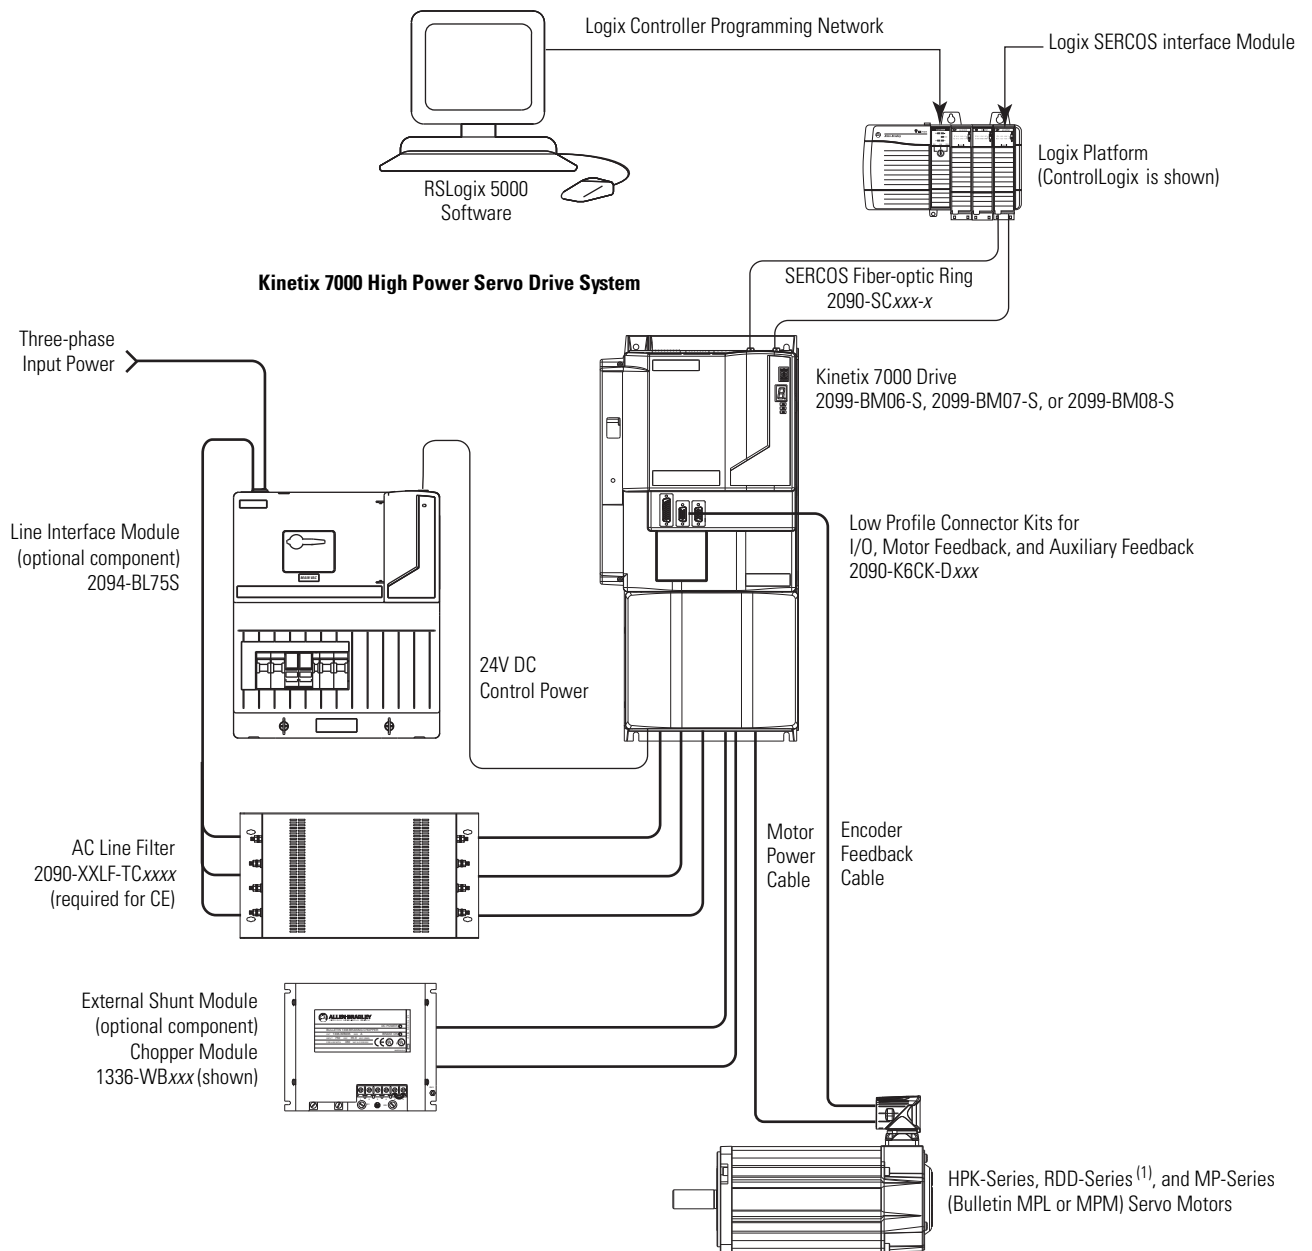 Logix Controller Programming Network
Logix SERCOS interface Module
Logix Platform
(ControlLogix is shown)
RSLogix 5000
Software
Kinetix 7000 High Power Servo Drive System
SERCOS Fiber-optic Ring
2090-SCxxx-x
Three-phase
Input Power
Kinetix 7000 Drive
2099-BM06-S, 2099-BM07-S, or 2099-BM08-S
Line Interface Module
(optional component)
2094-BL75S
Low Profile Connector Kits for
I/O, Motor Feedback, and Auxiliary Feedback
2090-K6CK-Dxxx
24V DC
Control Power
AC Line Filter
2090-XXLF-TCxxxx
(required for CE)
Motor
Power
Cable
Encoder
Feedback
Cable
External Shunt Module
(optional component)
Chopper Module
1336-WBxxx (shown)
ALLEN-BRADLEY
CE
HPK-Series, RDD-Series (1), and MP-Series
(Bulletin MPL or MPM) Servo Motors